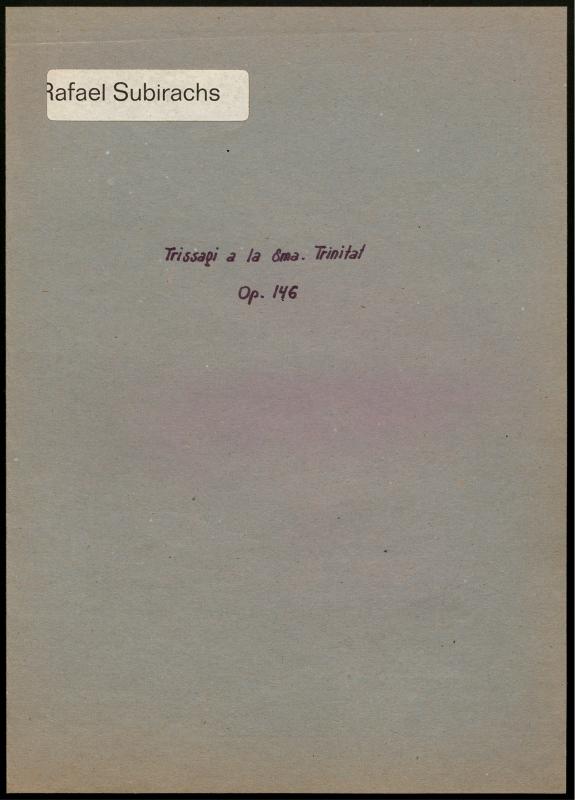 Rafael Subirachs
Trissagi a la Sma. Trinitat
Op. 146